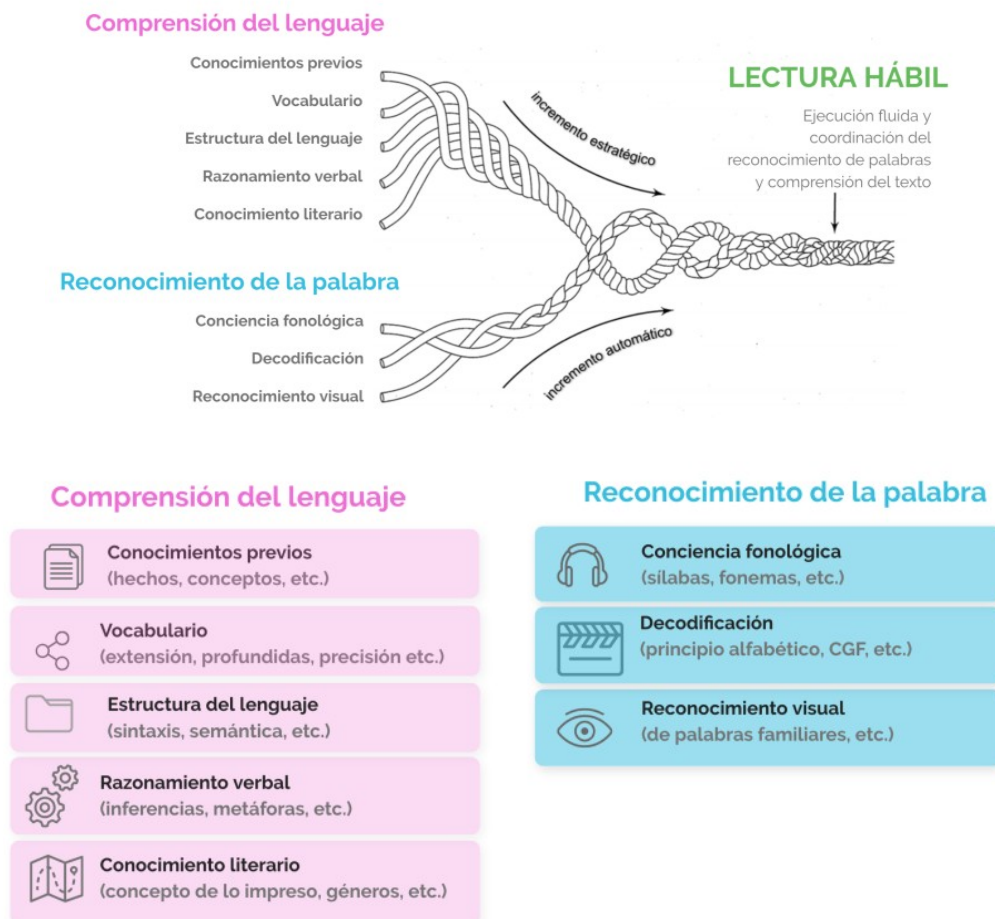 Comprensión del lenguaje
Conocimientos previos
Vocabulario
Estructura del lenguaje
Razonamiento verbal
Conocimiento literario
incremento estratégico
LECTURA HÁBIL
Ejecución fluida y
coordinación del
reconocimiento de palabras
y comprensión del texto
Reconocimiento de la palabra
Conciencia fonológica
Decodificación
Reconocimiento visual
incremento automático
Comprensión del lenguaje
Conocimientos previos
(hechos, conceptos, etc.)
Vocabulario
(extensión, profundidas, precisión etc.)
Estructura del lenguaje
(sintaxis, semántica, etc.)
Razonamiento verbal
(inferencias, metáforas, etc.)
Conocimiento literario
(concepto de lo impreso, géneros, etc.)
Reconocimiento de la palabra
Conciencia fonológica
(sílabas, fonemas, etc.)
Decodificación
(principio alfabético, CGF, etc.)
Reconocimiento visual
(de palabras familiares, etc.)